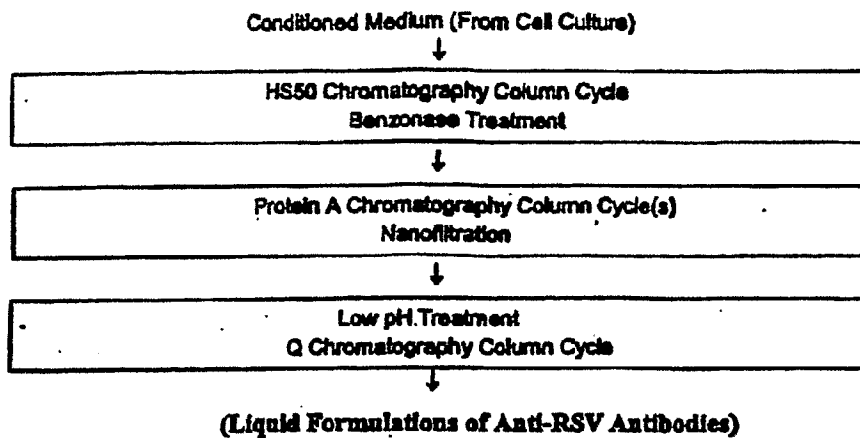 Conditioned Medium (From Cell Culture)
HS50 Chromatography Column Cycle
Benzonase Treatment
Protein A Chromatography Column Cycle(s)
Nanofiltration
Low pH.Treatment
Q Chromatography Column Cycle
(Liquid Formulations of Anti-RSV Antibodies)